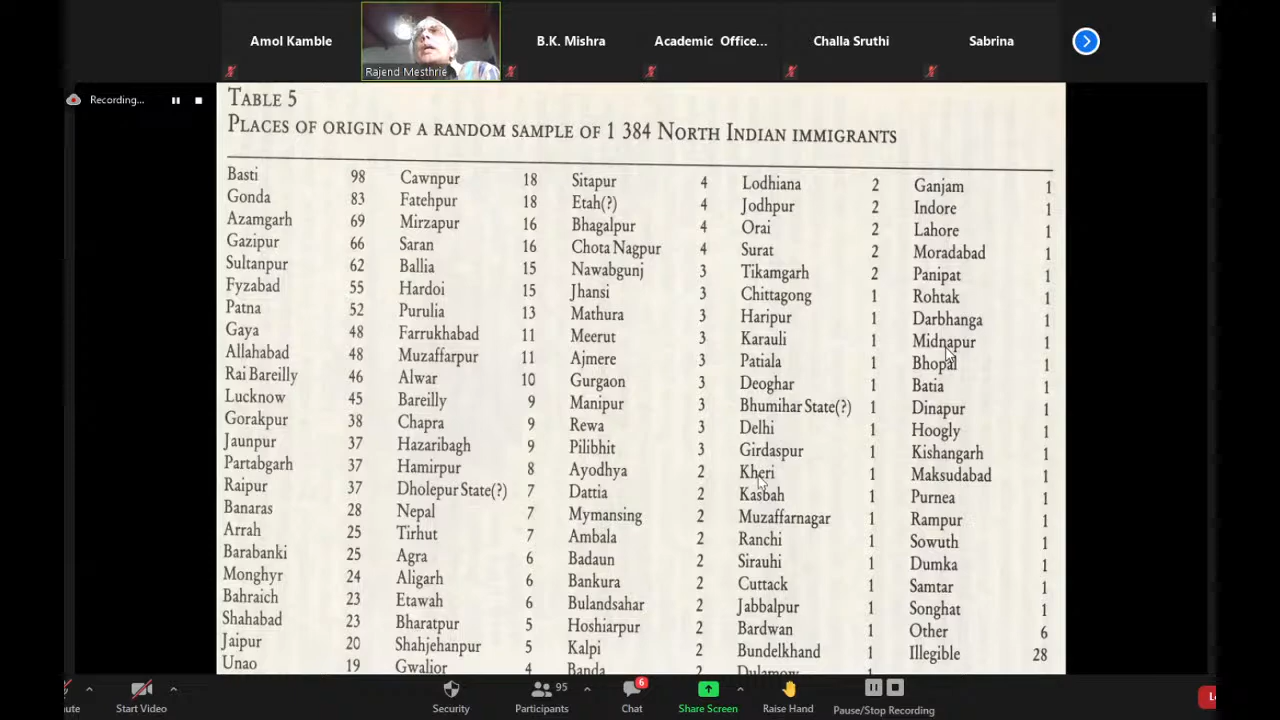 Amol Kamble
Rajend Mesthrie
B.K. Mishra
Academic Office...
Challa Sruthi
Sabrina
Recording...
TABLE 5
PLACES OF ORIGIN OF A RANDOM SAMPLE OF 1 384 NORTH INDIAN IMMIGRANTS
Basti 98 Cawnpur 18 Sitapur 4 Lodhiana 2 Ganjam 1
Gonda 83 Fatehpur 18 Etah(?) 4 Jodhpur 2 Indore 1
Azamgarh 69 Mirzapur 16 Bhagalpur 4 Orai 2 Lahore 1
Gazipur 66 Saran 16 Chota Nagpur 4 Surat 2 Moradabad 1
Sultanpur 62 Ballia 15 Nawabgunj 3 Tikamgarh 2 Panipat 1
Fyzabad 55 Hardoi 15 Jhansi 3 Chittagong 1 Rohtak 1
Patna 52 Purulia 13 Mathura 3 Haripur 1 Darbhanga 1
Gaya 48 Farrukhabad 11 Meerut 3 Karauli 1 Midnapur 1
Allahabad 48 Muzaffarpur 11 Ajmere 3 Patiala 1 Bhopal 1
Rai Bareilly 46 Alwar 10 Gurgaon 3 Deoghar 1 Batia 1
Lucknow 45 Bareilly 9 Manipur 3 Bhumihar State(?) 1 Dinapur 1
Gorakpur 38 Chapra 9 Rewa 3 Delhi 1 Hoogly 1
Jaunpur 37 Hazaribagh 9 Pilibhit 3 Girdaspur 1 Kishangarh 1
Partabgarh 37 Hamirpur 8 Ayodhya 2 Kheri 1 Maksudabad 1
Raipur 37 Dholepur State(?) 7 Dattia 2 Kasbah 1 Purnea 1
Banaras 28 Nepal 7 Mymansing 2 Muzaffarnagar 1 Rampur 1
Arrah 25 Tirhut 7 Ambala 2 Ranchi 1 Sowuth 1
Barabanki 25 Agra 6 Badaun 2 Sirauhi 1 Dumka 1
Monghyr 24 Aligarh 6 Bankura 2 Cuttack 1 Samtar 1
Bahraich 23 Etawah 6 Bulandsahar 2 Jabbalpur 1 Songhat 1
Shahabad 23 Bharatpur 5 Hoshiarpur 2 Bardwan 1 Other 6
Jaipur 20 Shahjehanpur 5 Kalpi 2 Bundelkhand 1 Illegible 28
Unao 19 Gwalior 4 Banda 2 Dulamow 1
ute
Start Video
Security
Participants 95
Chat 6
Share Screen
Raise Hand
Pause/Stop Recording